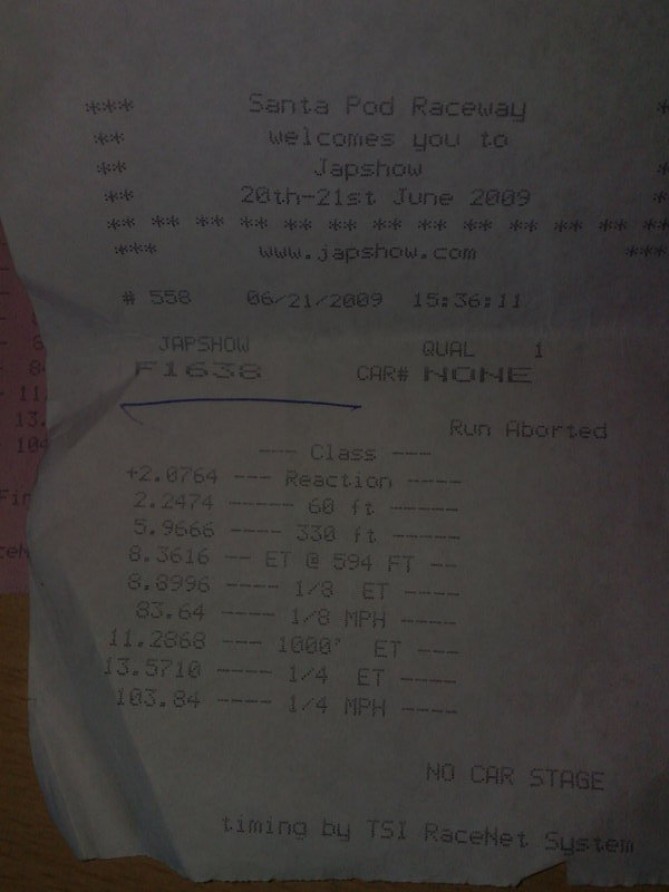 *** Santa Pod Raceway *
** welcomes you to
** Japshow *
** 20th-21st June 2009 *
** ** ** ** ** ** ** ** ** ** ** ** **
*** www.japshow.com ***
# 558 06/21/2009 15:36:11
JAPSHOW QUAL 1
F1638 CAR# NONE
Run Aborted
--- Class ---
+2.0764 --- Reaction -----
2.2474 ----- 60 ft -----
5.9666 ---- 330 ft -----
8.3616 -- ET @ 594 FT --
8.8996 ---- 1/8 ET ----
83.64 ---- 1/8 MPH ----
11.2868 --- 1000' ET ---
13.5710 ---- 1/4 ET ----
103.84 ---- 1/4 MPH ----
NO CAR STAGE
timing by TSI RaceNet System
11
13.
104